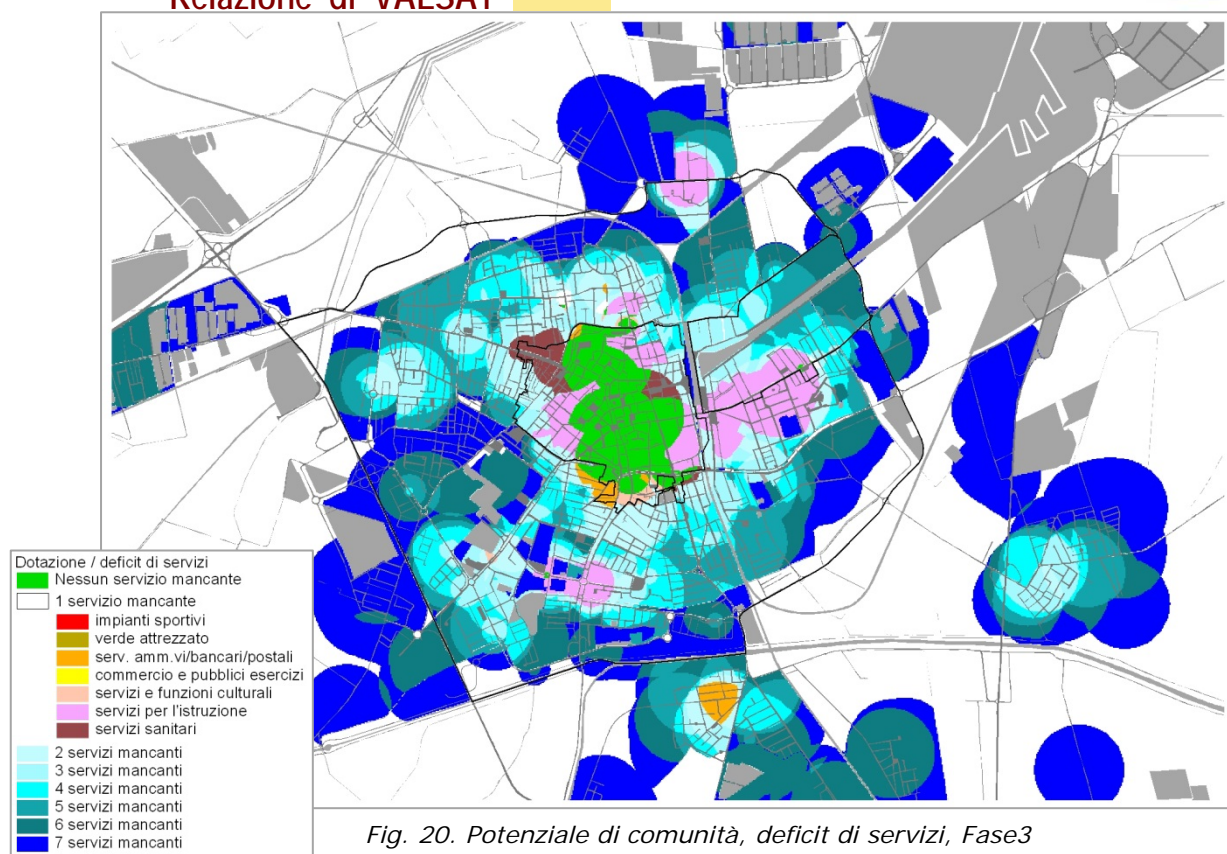 Relazione di VALSAT
Dotazione / deficit di servizi
Nessun servizio mancante
1 servizio mancante
impianti sportivi
verde attrezzato
serv. amm.vi/bancari/postali
commercio e pubblici esercizi
servizi e funzioni culturali
servizi per l'istruzione
servizi sanitari
2 servizi mancanti
3 servizi mancanti
4 servizi mancanti
5 servizi mancanti
6 servizi mancanti
7 servizi mancanti
Fig. 20. Potenziale di comunità, deficit di servizi, Fase3